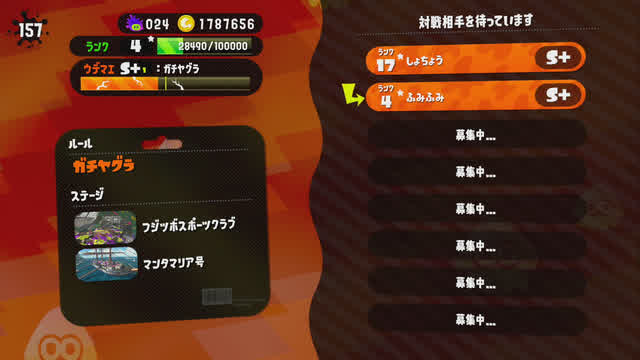 157
024
1787656
ランク 4★ 28490/100000
ウデマエ S+ 1 : ガチヤグラ
ルール
ガチヤグラ
ステージ
フジツボスポーツクラブ
マンタマリア号
対戦相手を待っています
ランク 17★ しょちょう S+
ランク 4★ ふみふみ S+
募集中...
募集中...
募集中...
募集中...
募集中...
募集中...